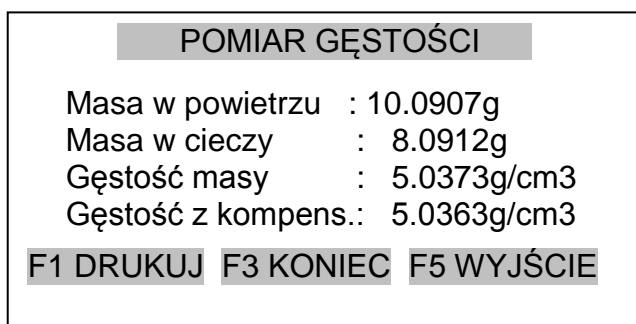 POMIAR GĘSTOŚCI
Masa w powietrzu : 10.0907g
Masa w cieczy : 8.0912g
Gęstość masy : 5.0373g/cm3
Gęstość z kompens.: 5.0363g/cm3
F1 DRUKUJ F3 KONIEC F5 WYJŚCIE